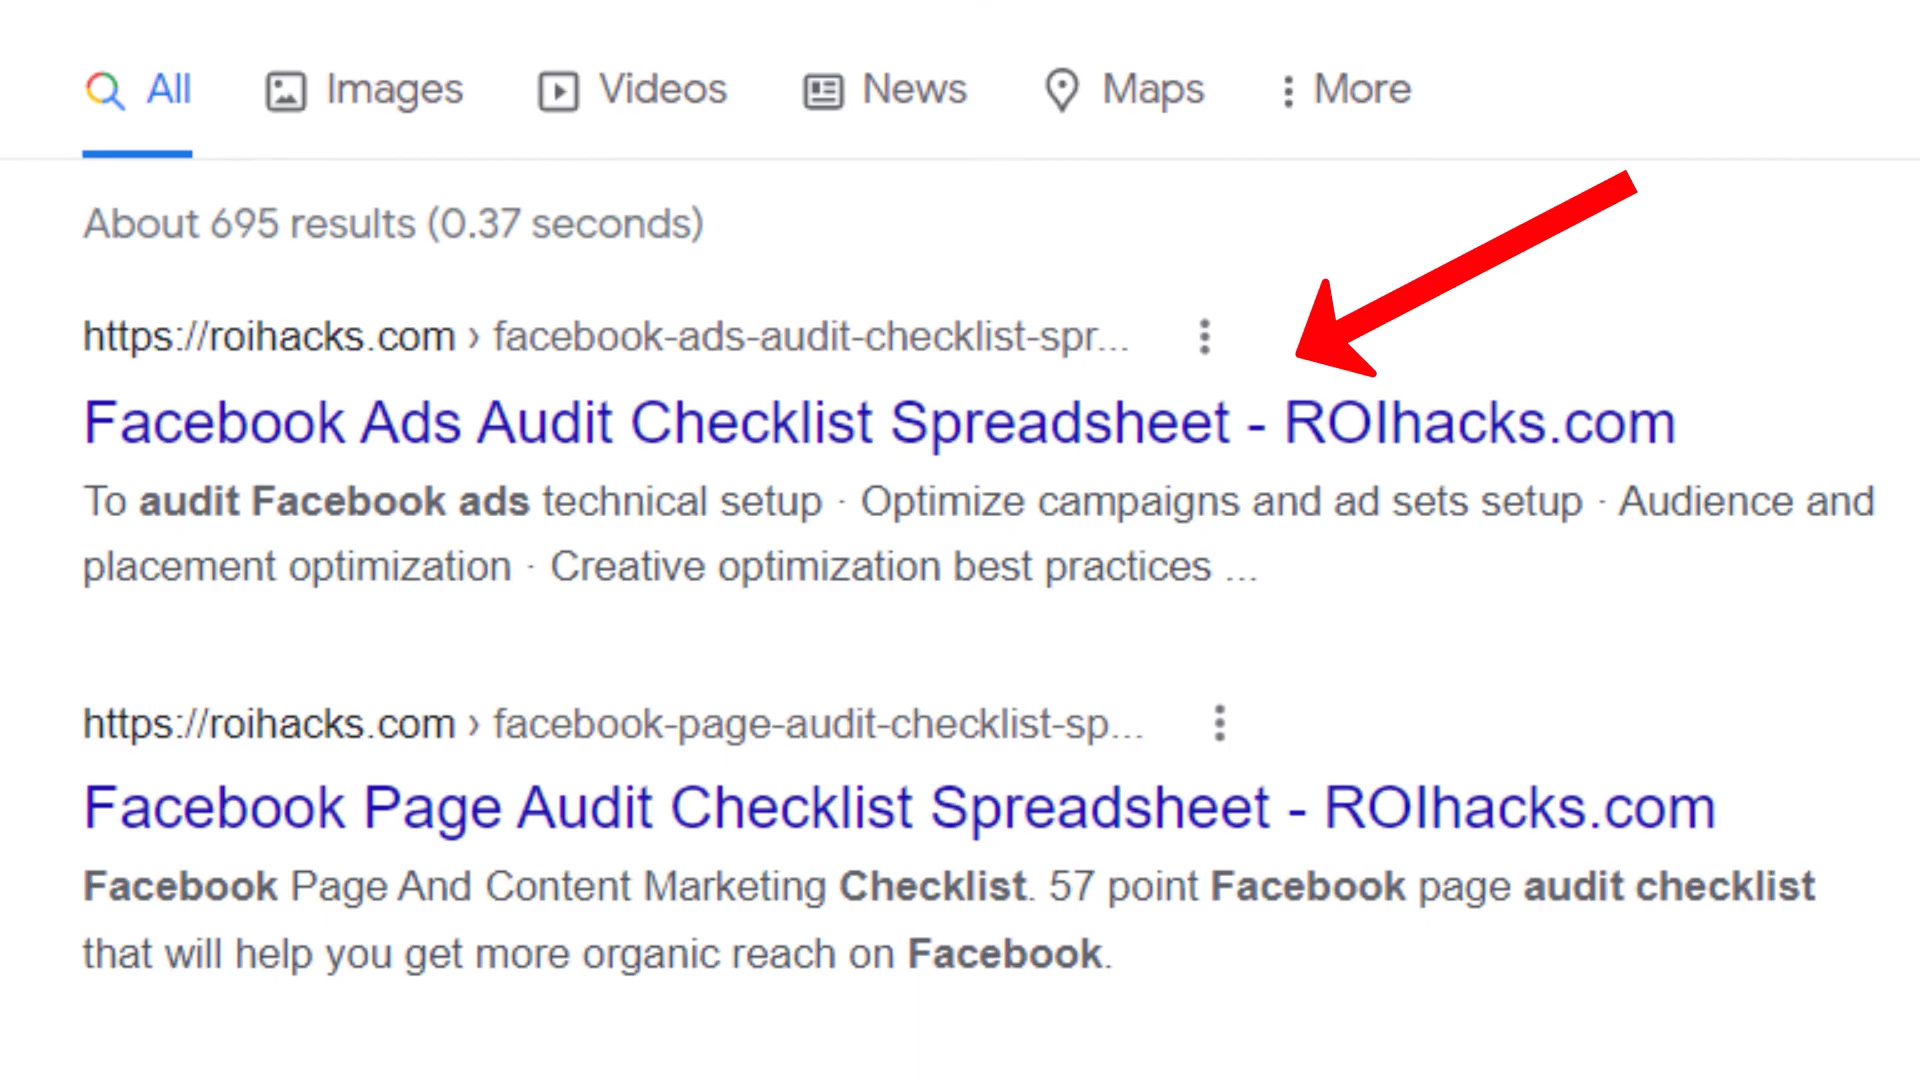 All Images Videos News Maps More
About 695 results (0.37 seconds)
https://roihacks.com › facebook-ads-audit-checklist-spr...
Facebook Ads Audit Checklist Spreadsheet - ROIhacks.com
To audit Facebook ads technical setup · Optimize campaigns and ad sets setup · Audience and
placement optimization · Creative optimization best practices ...
https://roihacks.com › facebook-page-audit-checklist-sp...
Facebook Page Audit Checklist Spreadsheet - ROIhacks.com
Facebook Page And Content Marketing Checklist. 57 point Facebook page audit checklist
that will help you get more organic reach on Facebook.